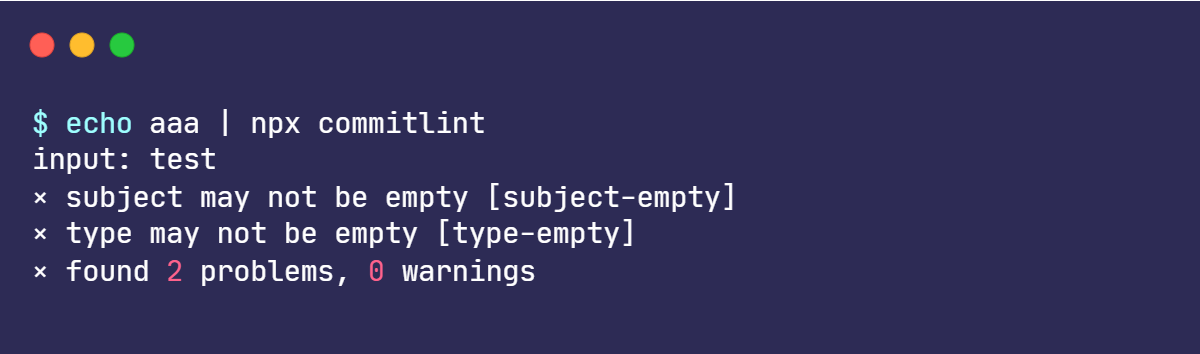 $ echo aaa | npx commitlint
input: test
× subject may not be empty [subject-empty]
× type may not be empty [type-empty]
× found 2 problems, 0 warnings